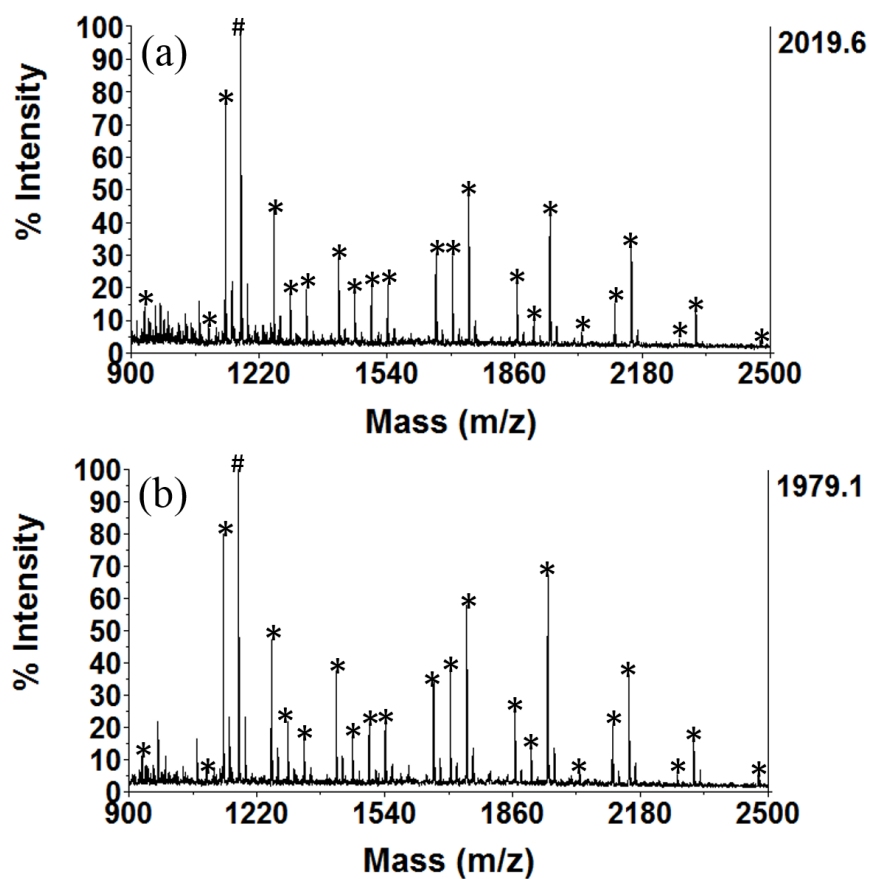 (a)
#
2019.6
100
90
80
70
60
50
40
30
20
10
0
% Intensity
* * * * * * * * * * * * * * * * * * * * * * *
900 1220 1540 1860 2180 2500
Mass (m/z)
(b)
#
1979.1
100
90
80
70
60
50
40
30
20
10
0
% Intensity
* * * * * * * * * * * * * * * * * * * * * * *
900 1220 1540 1860 2180 2500
Mass (m/z)